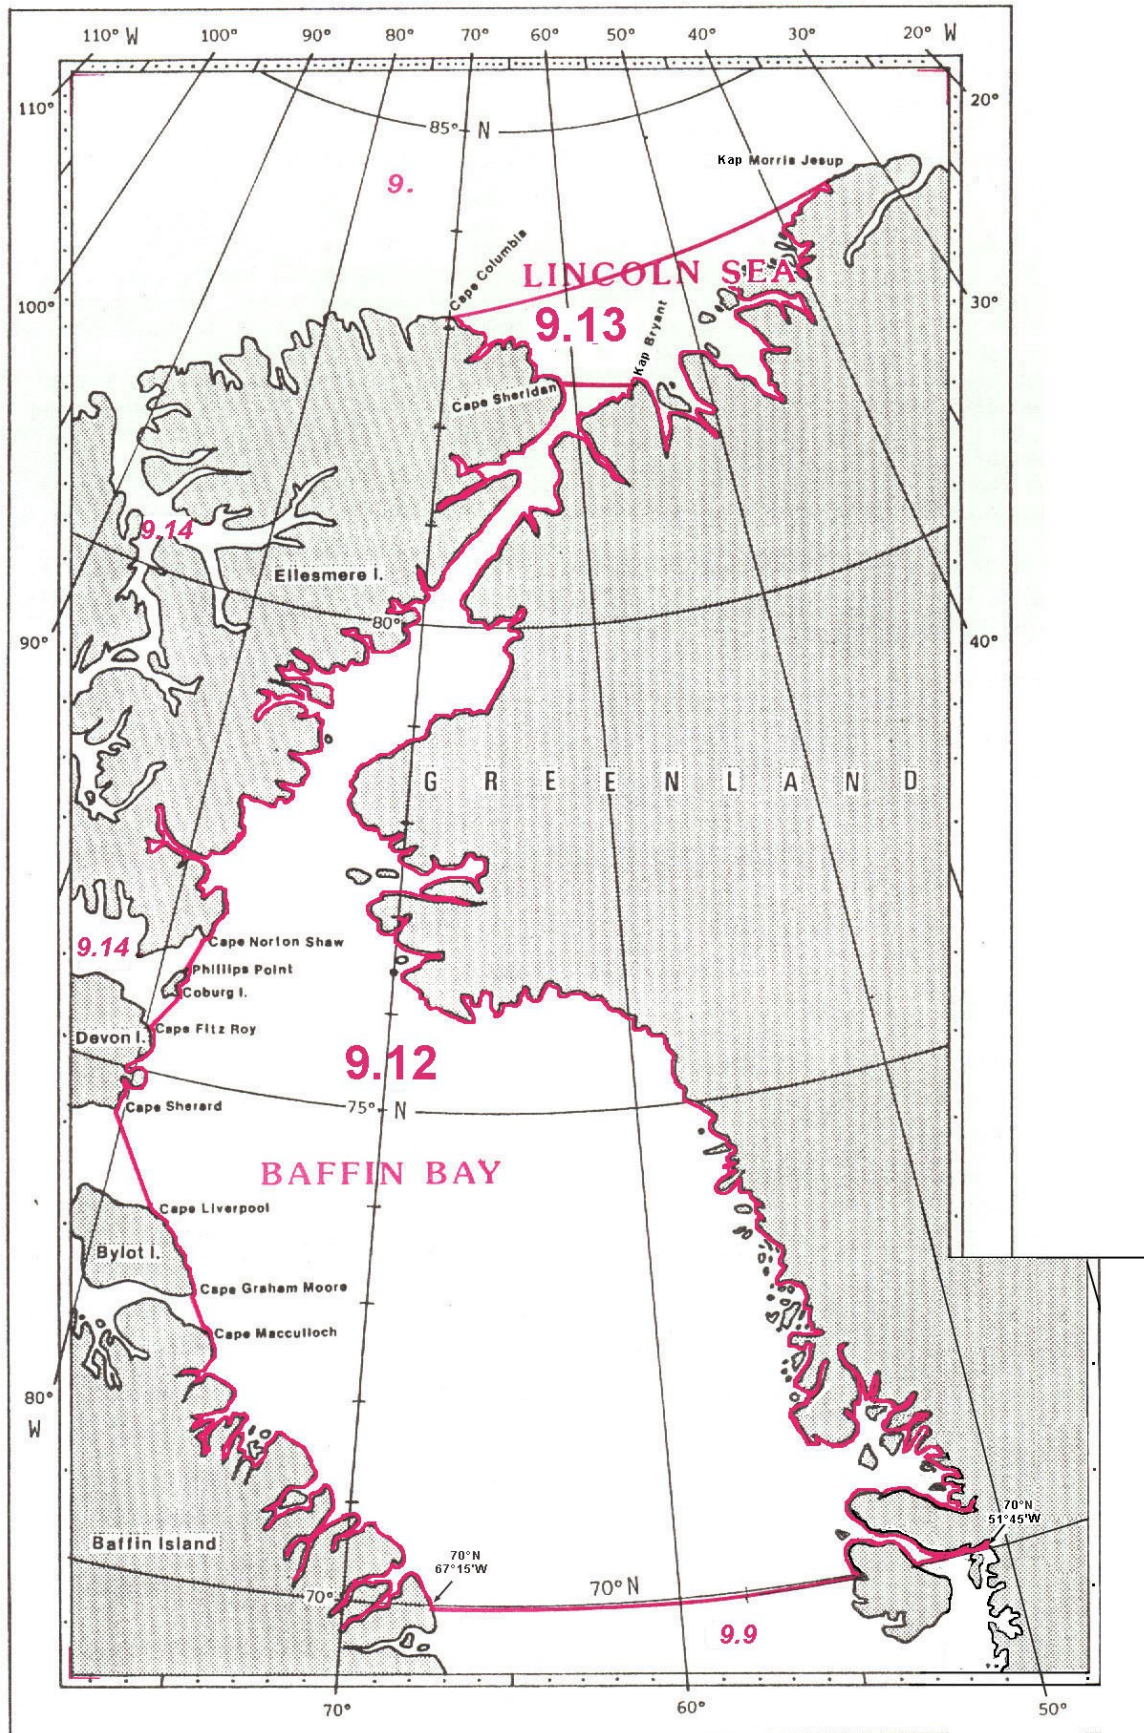 110° W 100° 90° 80° 70° 60° 50° 40° 30° 20° W
110° 20°
85° N
Kap Morris Jesup
9.
Cape Columbia
LINCOLN SEA
100° 30°
9.13
Kap Bryant
Cape Sheridan
9.14
Ellesmere I.
80°
90° 40°
GREENLAND
9.14
Cape Norton Shaw
Phillips Point
Coburg I.
Cape Fitz Roy
Devon I.
9.12
Cape Sherard
75° N
BAFFIN BAY
Cape Liverpool
Bylot I.
Cape Graham Moore
Cape Macculloch
80°
W
70°N
51°45'W
Baffin Island
70°N
67°15'W
70°
70° N
9.9
70° 60° 50°